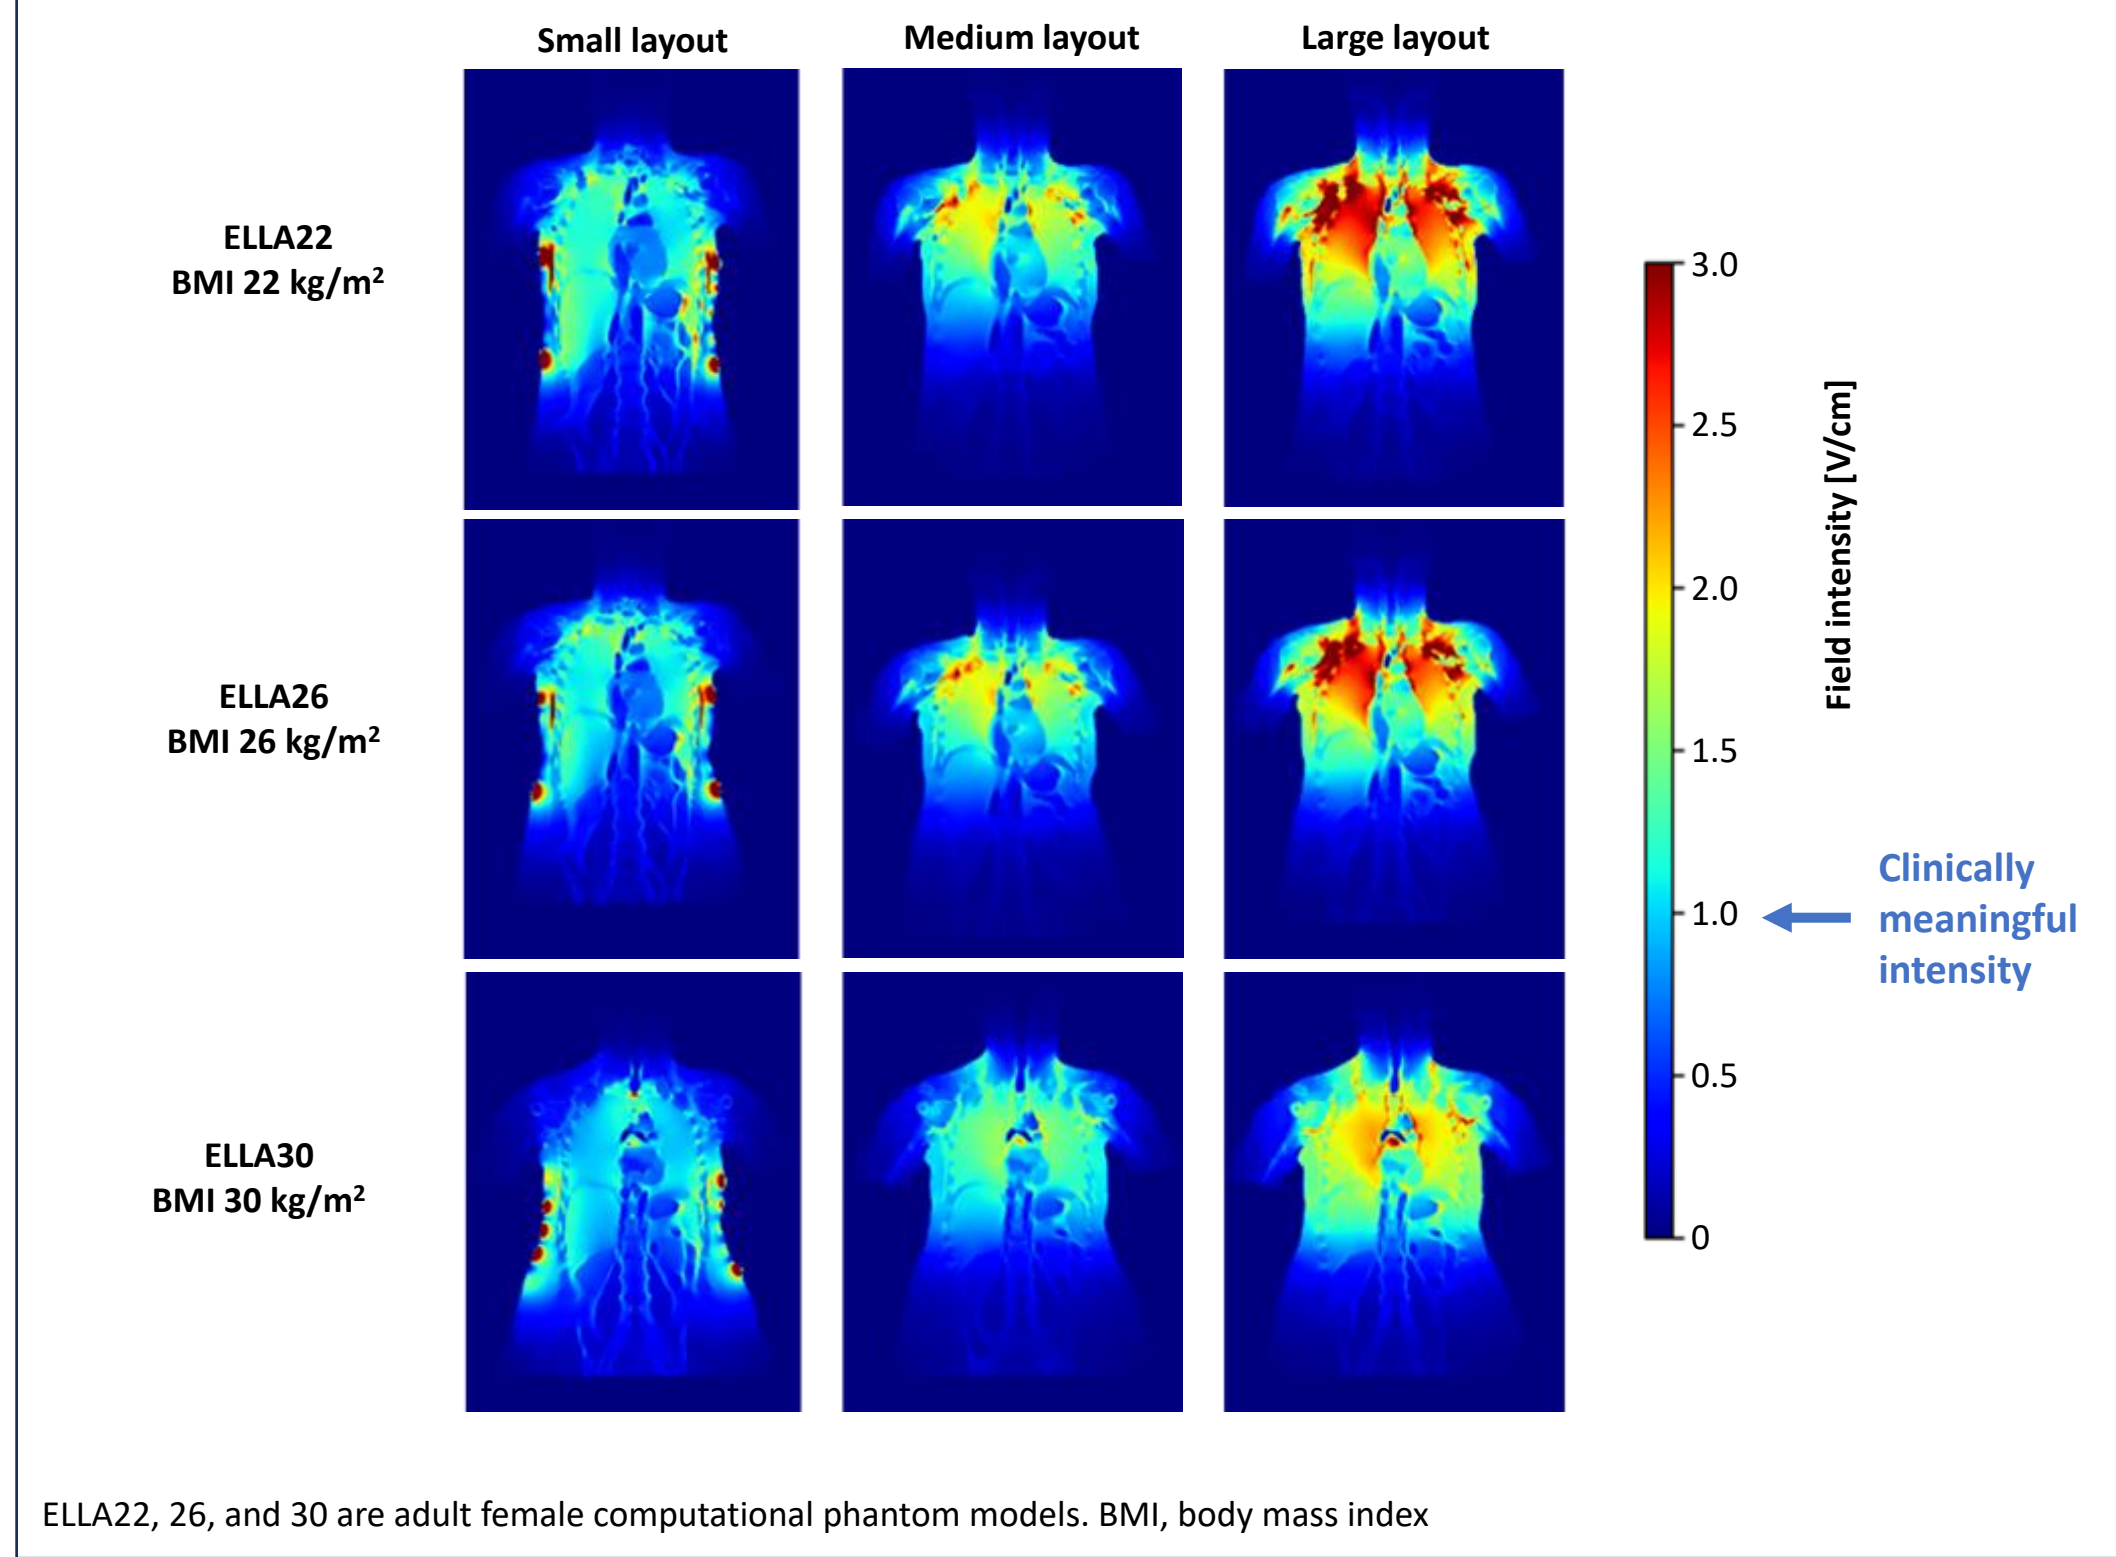 Small layout
Medium layout
Large layout
ELLA22
BMI 22 kg/m²
ELLA26
BMI 26 kg/m²
ELLA30
BMI 30 kg/m²
3.0
2.5
2.0
1.5
1.0
0.5
0
Field intensity [V/cm]
Clinically
meaningful
intensity
ELLA22, 26, and 30 are adult female computational phantom models. BMI, body mass index